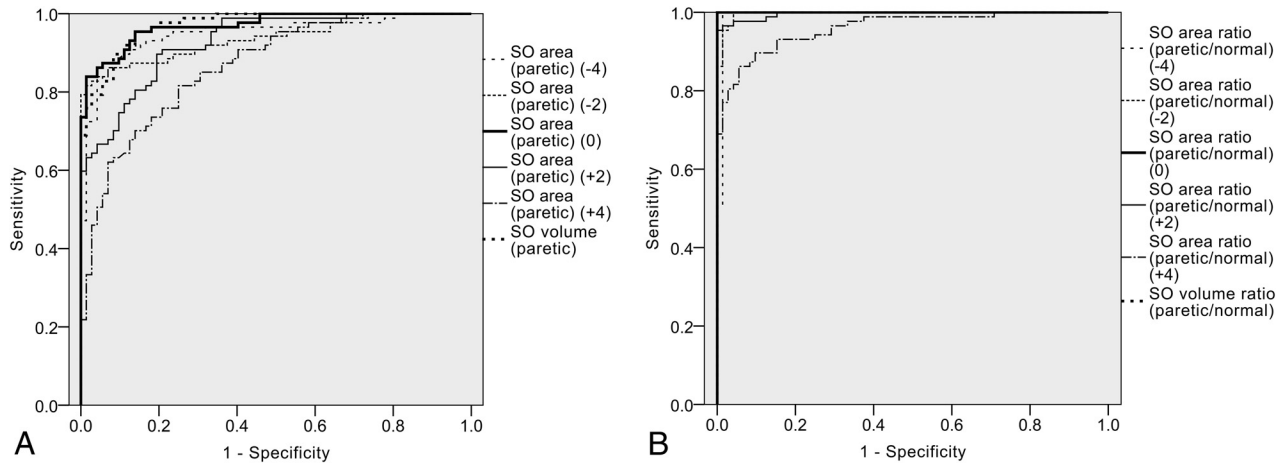 1.0
0.8
0.6
0.4
0.2
0.0
Sensitivity
0.0 0.2 0.4 0.6 0.8 1.0
1 - Specificity
A
SO area
(paretic) (-4)
SO area
(paretic) (-2)
SO area
(paretic) (0)
SO area
(paretic) (+2)
SO area
(paretic) (+4)
SO volume
(paretic)
1.0
0.8
0.6
0.4
0.2
0.0
Sensitivity
0.0 0.2 0.4 0.6 0.8 1.0
1 - Specificity
B
SO area ratio
(paretic/normal)
(-4)
SO area ratio
(paretic/normal)
(-2)
SO area ratio
(paretic/normal)
(0)
SO area ratio
(paretic/normal)
(+2)
SO area ratio
(paretic/normal)
(+4)
SO volume ratio
(paretic/normal)